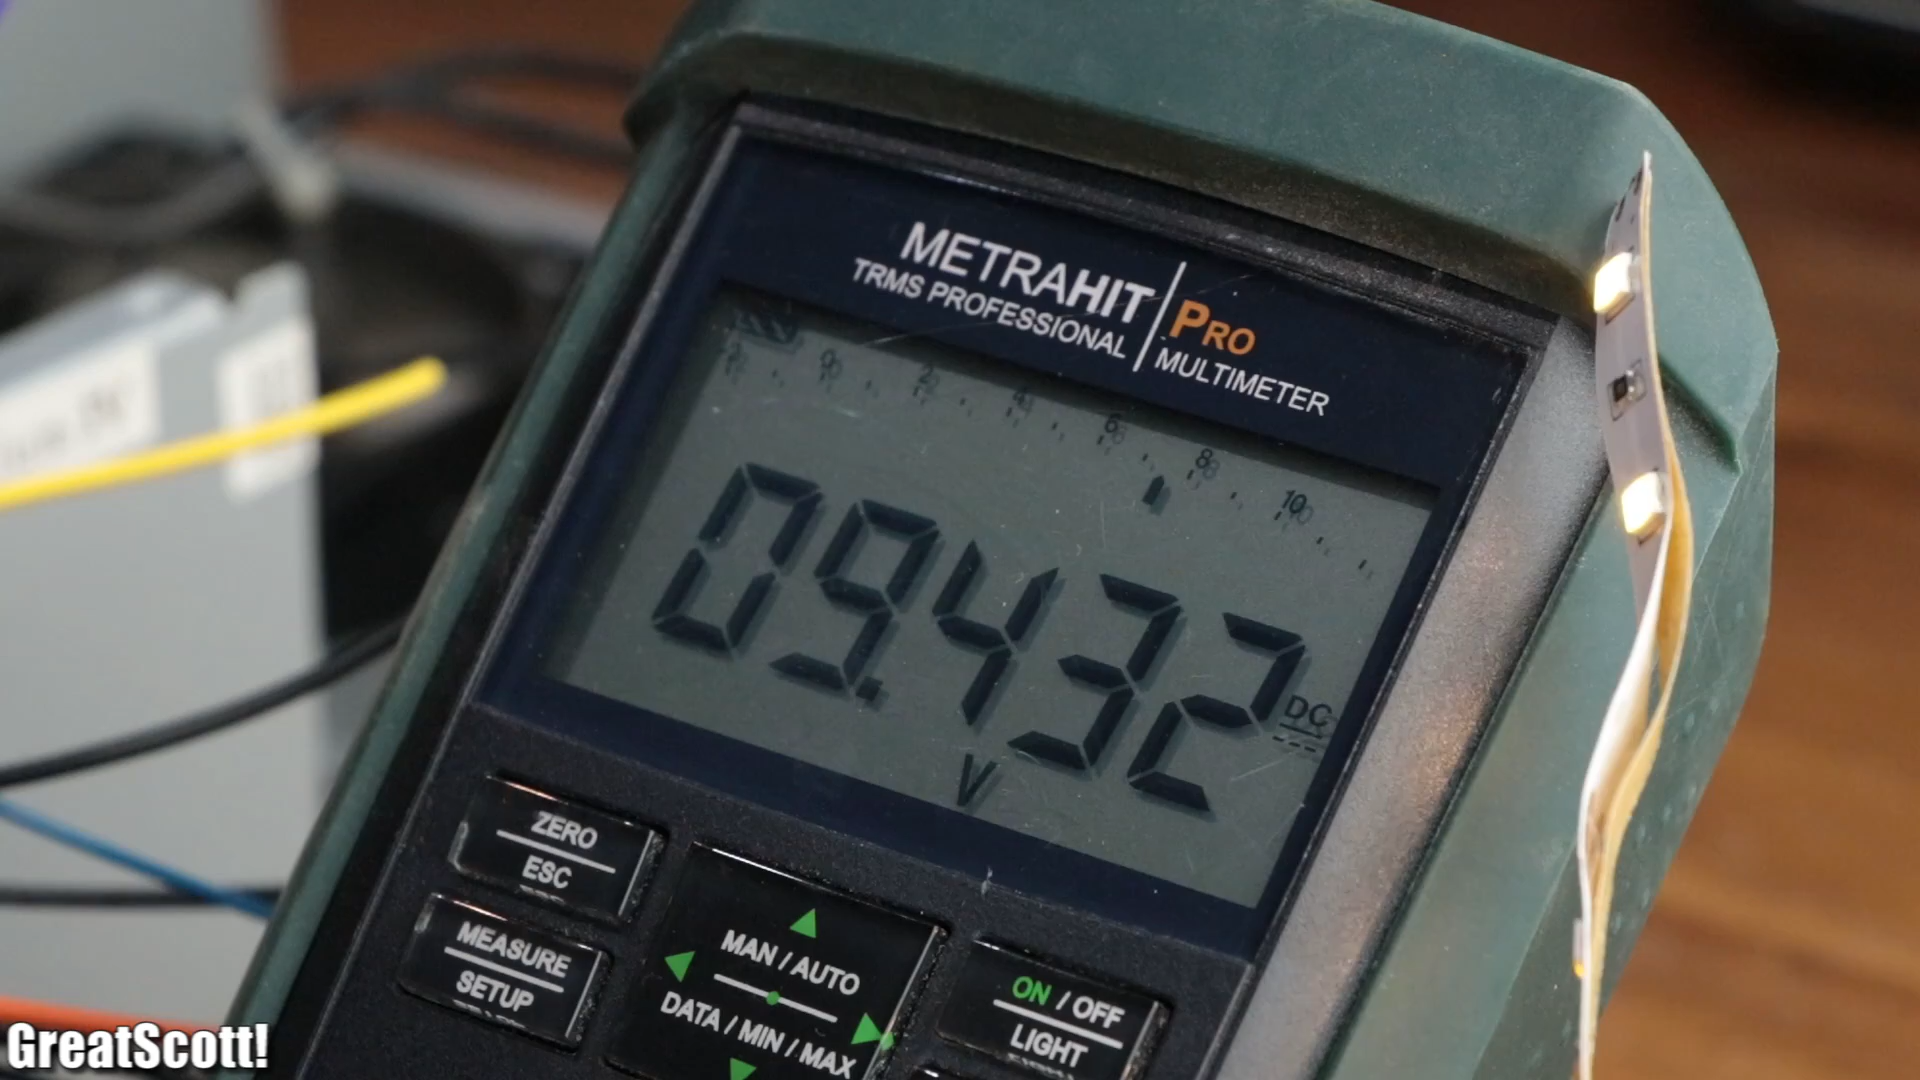 METRAHIT Pro
TRMS PROFESSIONAL MULTIMETER
0 2 4 6 8 10
09.432
DC
V
ZERO
ESC
MEASURE
SETUP
MAN / AUTO
DATA / MIN / MAX
ON / OFF
LIGHT
GreatScott!